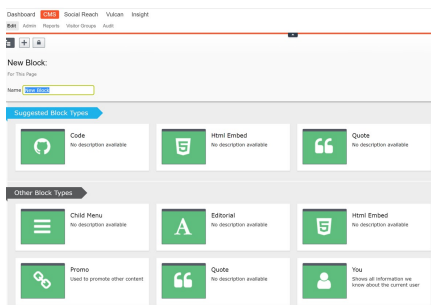 Dashboard CMS Social Reach Vulcan Insight
Edit Admin Reports Visitor Groups Audit
New Block:
For This Page
Name New Block
Suggested Block Types
Code Html Embed Quote
No description available No description available No description available
Other Block Types
Child Menu Editorial Html Embed
No description available No description available No description available
Promo Quote You
Used to promote other content No description available Shows all information we
know about the current user